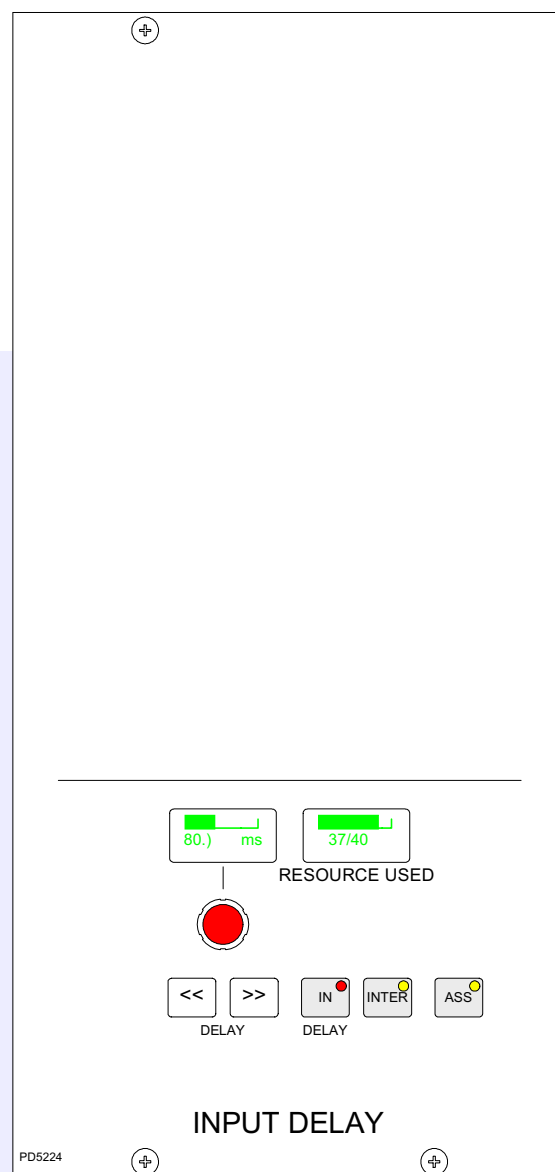 80.) ms
37/40
RESOURCE USED
<< >> IN INTER ASS
DELAY DELAY
INPUT DELAY
PD5224